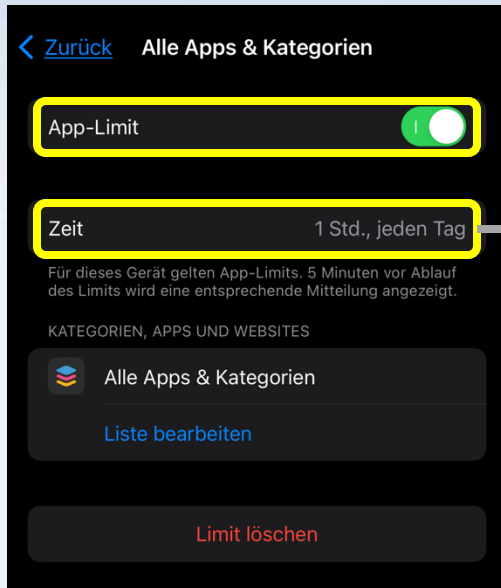 Zurück Alle Apps & Kategorien
App-Limit
Zeit 1 Std., jeden Tag
Für dieses Gerät gelten App-Limits. 5 Minuten vor Ablauf
des Limits wird eine entsprechende Mitteilung angezeigt.
KATEGORIEN, APPS UND WEBSITES
Alle Apps & Kategorien
Liste bearbeiten
Limit löschen